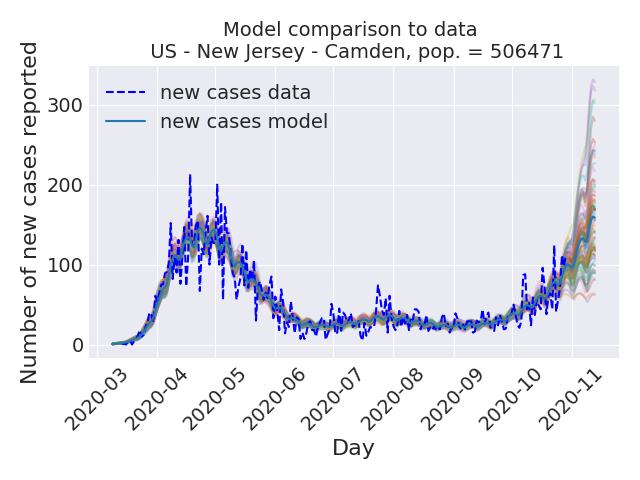 Model comparison to data
US - New Jersey - Camden, pop. = 506471
Number of new cases reported
300
200
100
0
new cases data
new cases model
2020-03
2020-04
2020-05
2020-06
2020-07
2020-08
2020-09
2020-10
2020-11
Day